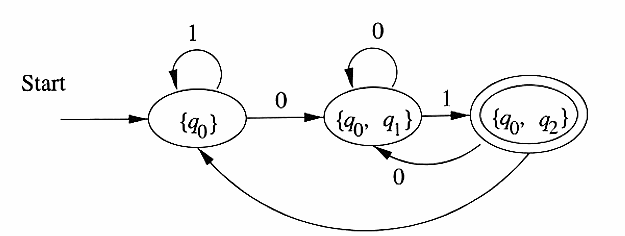 1 0
Start
0 1
{q₀} {q₀, q₁} {q₀, q₂}
0